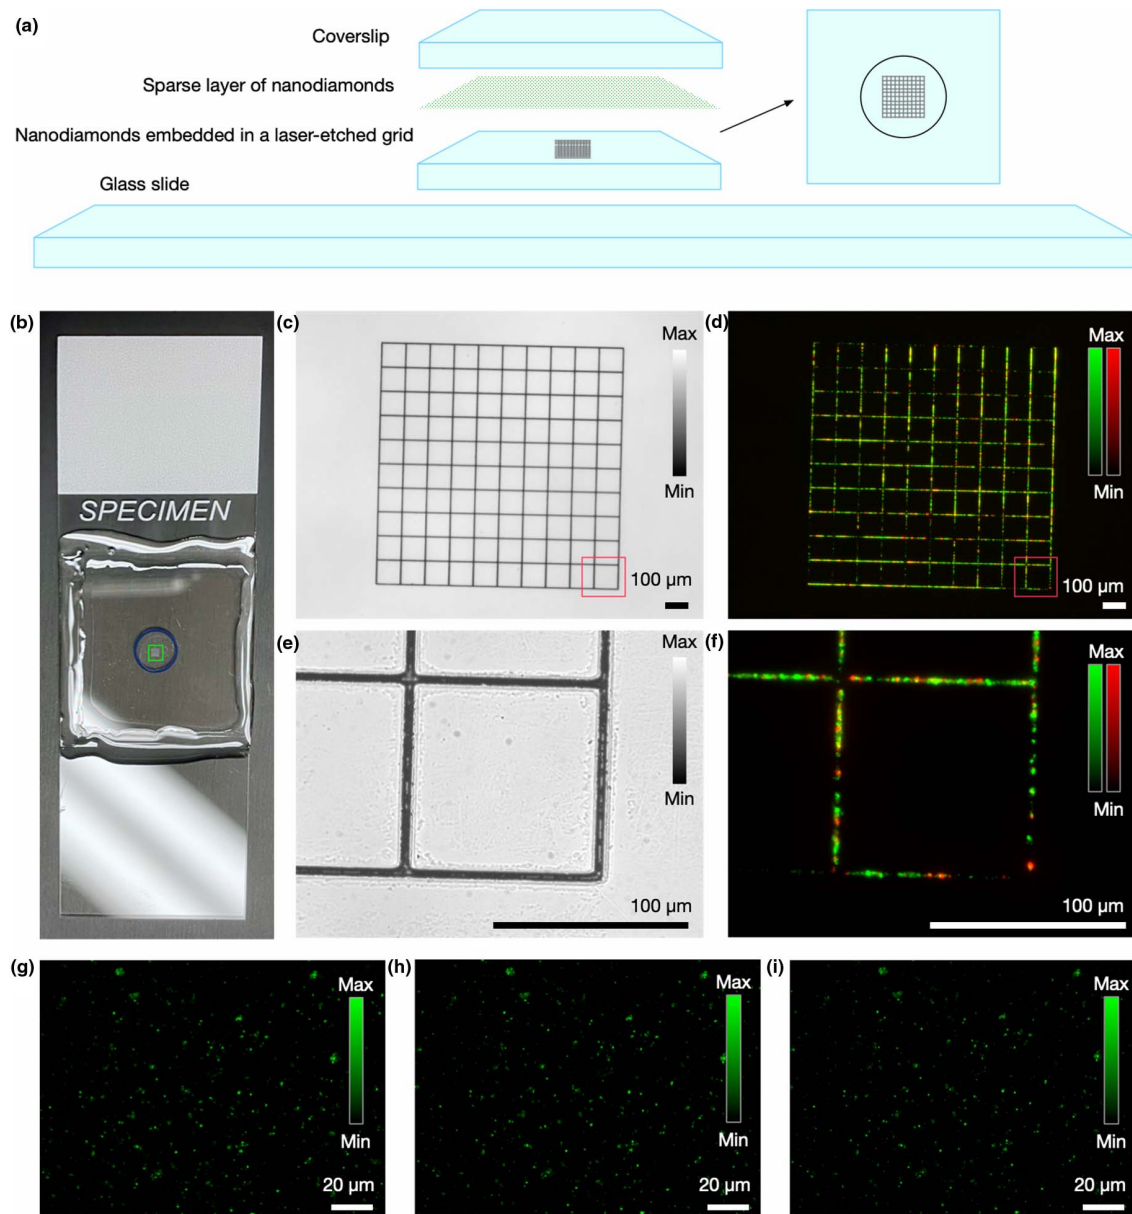 (a)
Coverslip
Sparse layer of nanodiamonds
Nanodiamonds embedded in a laser-etched grid
Glass slide
(b)
SPECIMEN
(c)
Max
Min
100 µm
(d)
Max
Min
100 µm
(e)
Max
Min
100 µm
(f)
Max
Min
100 µm
(g)
Max
Min
20 µm
(h)
Max
Min
20 µm
(i)
Max
Min
20 µm